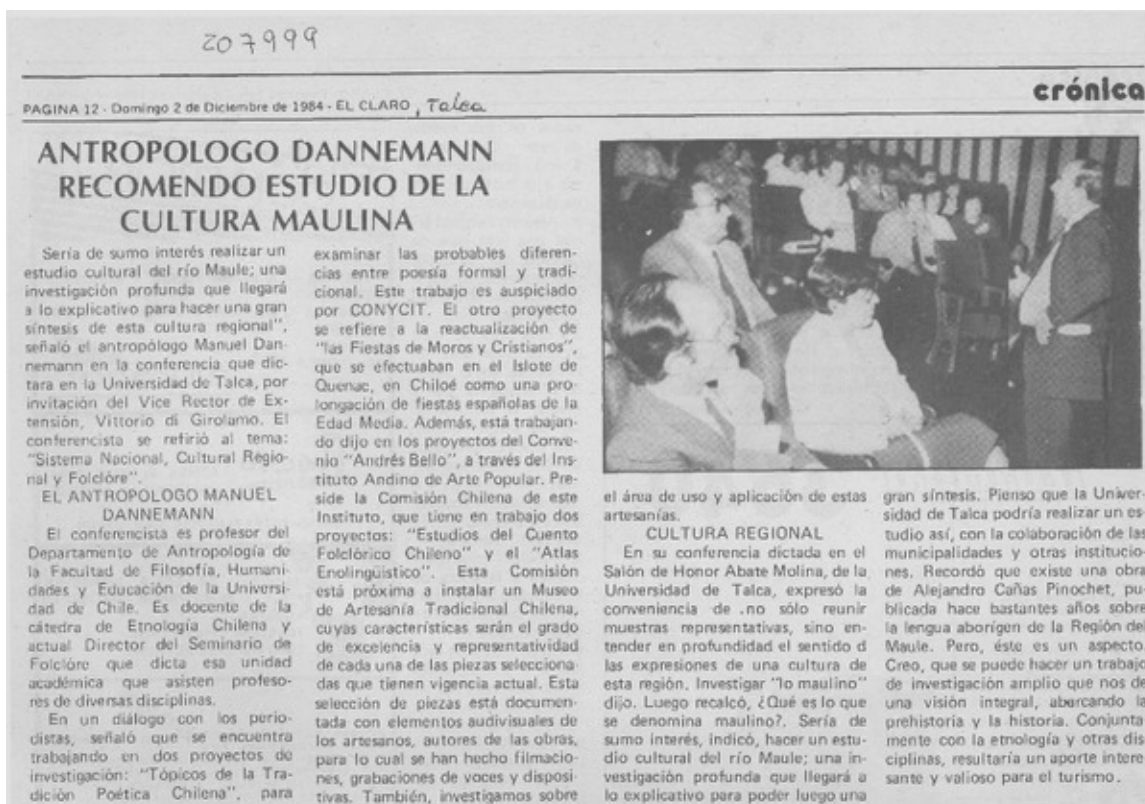 207999
crónica
PAGINA 12 - Domingo 2 de Diciembre de 1984 - EL CLARO, Talca
ANTROPOLOGO DANNEMANN
RECOMENDO ESTUDIO DE LA
CULTURA MAULINA
Sería de sumo interés realizar un
estudio cultural del río Maule; una
investigación profunda que llegará
a lo explicativo para hacer una gran
síntesis de esta cultura regional",
señaló el antropólogo Manuel Dan-
nemann en la conferencia que dic-
tara en la Universidad de Talca, por
invitación del Vice Rector de Ex-
tensión, Vittorio di Girolamo. El
conferencista se refirió al tema:
"Sistema Nacional, Cultural Regio-
nal y Folclóre".
EL ANTROPOLOGO MANUEL
DANNEMANN
El conferencista es profesor del
Departamento de Antropología de
la Facultad de Filosofía, Humani-
dades y Educación de la Universi-
dad de Chile. Es docente de la
cátedra de Etnología Chilena y
actual Director del Seminario de
Folclóre que dicta esa unidad
académica que asisten profeso-
res de diversas disciplinas.
En un diálogo con los perio-
distas, señaló que se encuentra
trabajando en dos proyectos de
investigación: "Tópicos de la Tra-
dición Poética Chilena", para
examinar las probables diferen-
cias entre poesía formal y tradi-
cional. Este trabajo es auspiciado
por CONYCIT. El otro proyecto
se refiere a la reactualización de
"las Fiestas de Moros y Cristianos",
que se efectuaban en el Islote de
Quenac, en Chiloé como una pro-
longación de fiestas españolas de la
Edad Media. Además, está trabajan-
do dijo en los proyectos del Conve-
nio "Andrés Bello", a través del Ins-
tituto Andino de Arte Popular. Pre-
side la Comisión Chilena de este
Instituto, que tiene en trabajo dos
proyectos: "Estudios del Cuento
Folclórico Chileno" y el "Atlas
Enolingüistico". Esta Comisión
está próxima a instalar un Museo
de Artesanía Tradicional Chilena,
cuyas características serán el grado
de excelencia y representatividad
de cada una de las piezas selecciona-
das que tienen vigencia actual. Esta
selección de piezas está documen-
tada con elementos audivisuales de
los artesanos, autores de las obras,
para lo cual se han hecho filmacio-
nes, grabaciones de voces y disposi-
tivas. También, investigamos sobre
el área de uso y aplicación de estas
artesanías.
CULTURA REGIONAL
En su conferencia dictada en el
Salón de Honor Abate Molina, de la
Universidad de Talca, expresó la
conveniencia de .no sólo reunir
muestras representativas, sino en-
tender en profundidad el sentido d
las expresiones de una cultura de
esta región. Investigar "lo maulino"
dijo. Luego recalcó, ¿Qué es lo que
se denomina maulino?. Sería de
sumo interés, indicó, hacer un estu-
dio cultural del río Maule; una in-
vestigación profunda que llegará a
lo explicativo para poder luego una
gran síntesis. Pienso que la Univer-
sidad de Talca podría realizar un es-
tudio así, con la colaboración de las
municipalidades y otras institucio-
nes. Recordó que existe una obra
de Alejandro Cañas Pinochet, pu
blicada hace bastantes años sobre
la lengua aborígen de la Región del
Maule. Pero, éste es un aspecto.
Creo, que se puede hacer un trabajo
de investigación amplio que nos de
una visión integral, abarcando la
prehistoria y la historia. Conjunta
mente con la etnología y otras dis
ciplinas, resultaría un aporte intere
sante y valioso para el turismo.